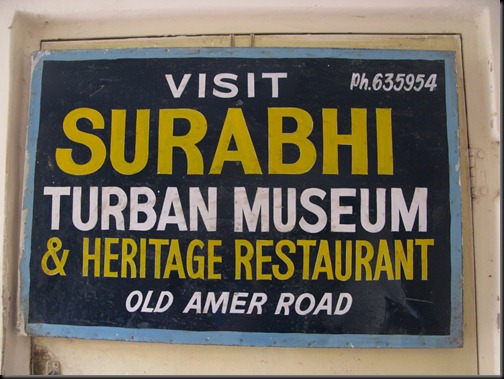 VISIT Ph.635954
SURABHI
TURBAN MUSEUM
& HERITAGE RESTAURANT
OLD AMER ROAD